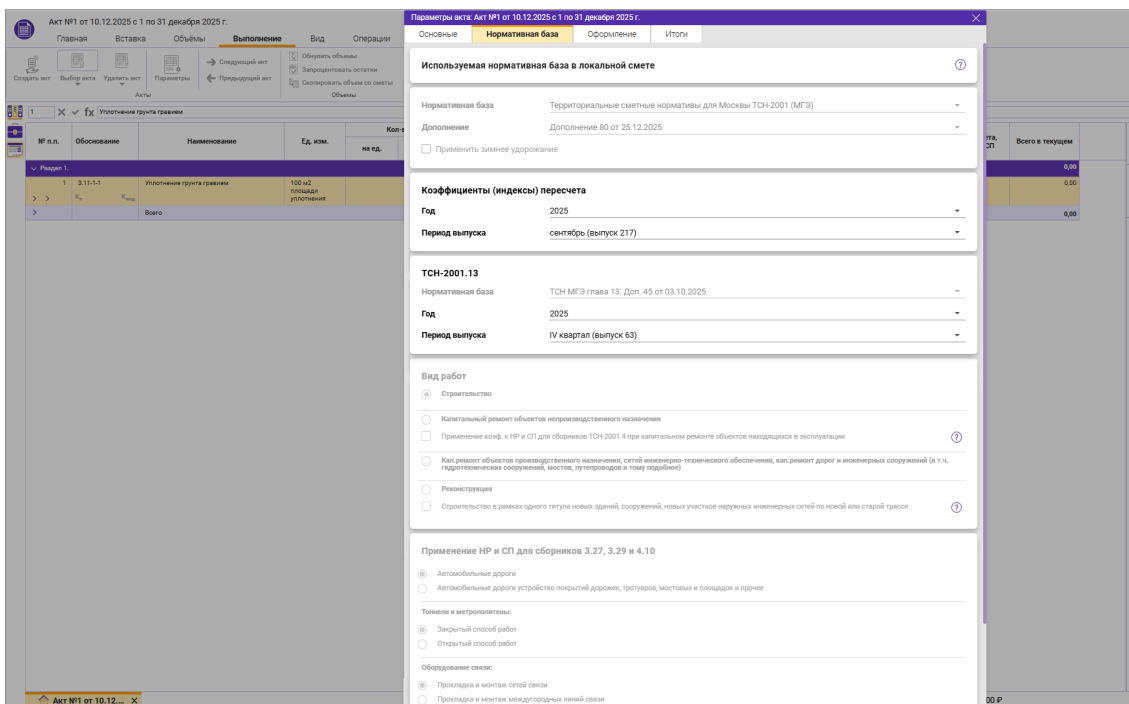 Акт №1 от 10.12.2025 с 1 по 31 декабря 2025 г.
Главная Вставка Объёмы Выполнение Вид Операции
Создать акт Выбор акта Удалить акт Параметры Следующий акт Предыдущий акт
Акты
Обнулить объемы
Запроцентовать остатки
Скопировать объем со сметы
Объемы
1 fx Уплотнение грунта гравием
№ п.п. Обоснование Наименование Ед. изм. Кол-в
на ед.
Всего в текущем
Раздел 1. 0,00
1 3.11-1-1 Уплотнение грунта гравием 100 м2 площади уплотнения 0,00
Всего 0,00
Акт №1 от 10.12.... X
00 ₽
Параметры акта: Акт №1 от 10.12.2025 с 1 по 31 декабря 2025 г.
Основные Нормативная база Оформление Итоги
Используемая нормативная база в локальной смете
Нормативная база Территориальные сметные нормативы для Москвы ТСН-2001 (МГЭ)
Дополнение Дополнение 80 от 25.12.2025
Применить зимнее удорожание
Коэффициенты (индексы) пересчета
Год 2025
Период выпуска сентябрь (выпуск 217)
ТСН-2001.13
Нормативная база ТСН МГЭ глава 13. Доп. 45 от 03.10.2025
Год 2025
Период выпуска IV квартал (выпуск 63)
Вид работ
Строительство
Капитальный ремонт объектов непроизводственного назначения
Применение коэф. к НР и СП для сборников ТСН-2001.4 при капитальном ремонте объектов находящихся в эксплуатации
Кап.ремонт объектов производственного назначения, сетей инженерно-технического обеспечения, кап.ремонт дорог и инженерных сооружений (в т.ч.
гидротехнических сооружений, мостов, путепроводов и тому подобное)
Реконструкция
Строительство в рамках одного титула новых зданий, сооружений, новых участков наружных инженерных сетей по новой или старой трассе
Применение НР и СП для сборников 3.27, 3.29 и 4.10
Автомобильные дороги
Автомобильные дороги устройство покрытий дорожек, тротуаров, мостовых и площадок и прочее
Тоннели и метрополитены:
Закрытый способ работ
Открытый способ работ
Оборудование связи:
Прокладка и монтаж сетей связи
Прокладка и монтаж междугородных линий связи